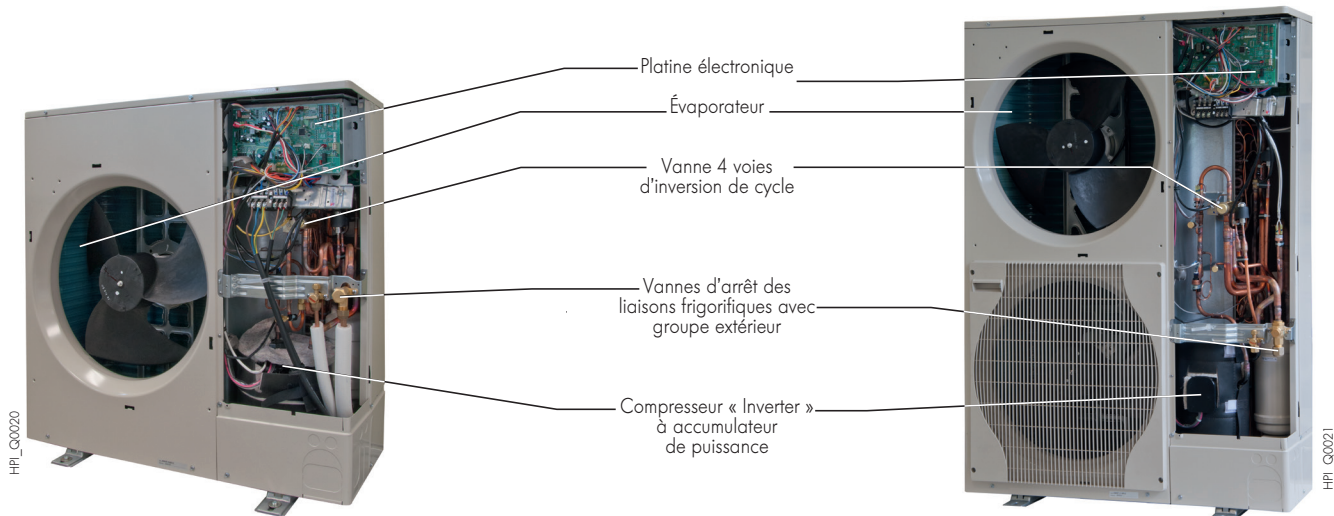 Platine électronique
Évaporateur
Vanne 4 voies
d'inversion de cycle
Vannes d'arrêt des
liaisons frigorifiques avec
groupe extérieur
Compresseur « Inverter »
à accumulateur
de puissance
HPI_Q0020
HPI_Q0021